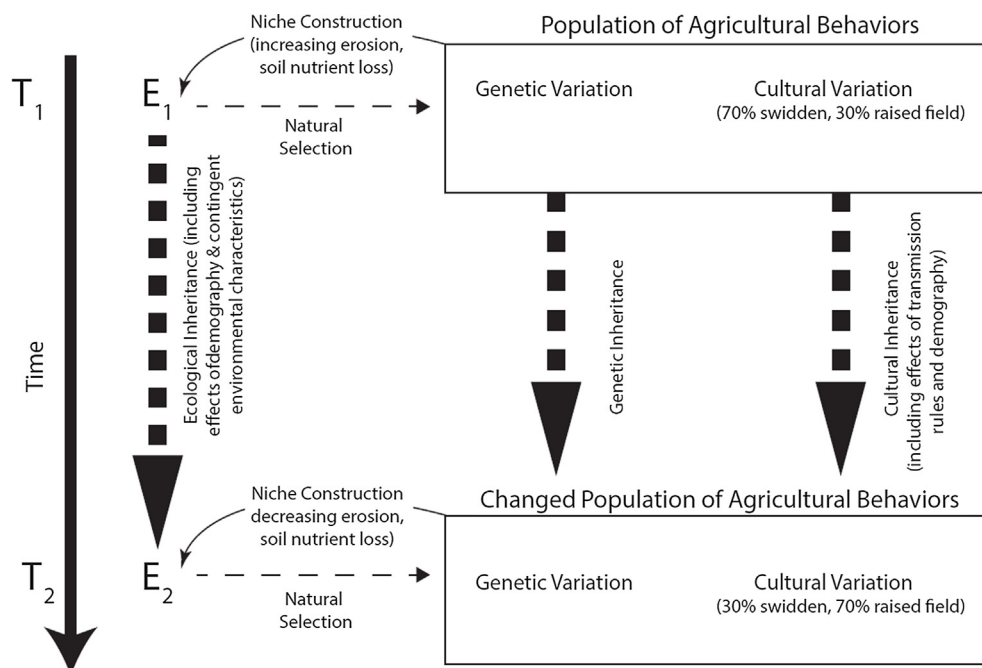 Niche Construction
(increasing erosion,
soil nutrient loss)
Population of Agricultural Behaviors
T1
E1
Natural
Selection
Genetic Variation
Cultural Variation
(70% swidden, 30% raised field)
Time
Ecological Inheritance (including
effects ofdemography & contingent
environmental characteristics)
Genetic Inheritance
Cultural Inheritance
(including effects of transmission
rules and demography)
Niche Construction
decreasing erosion,
soil nutrient loss)
Changed Population of Agricultural Behaviors
T2
E2
Natural
Selection
Genetic Variation
Cultural Variation
(30% swidden, 70% raised field)